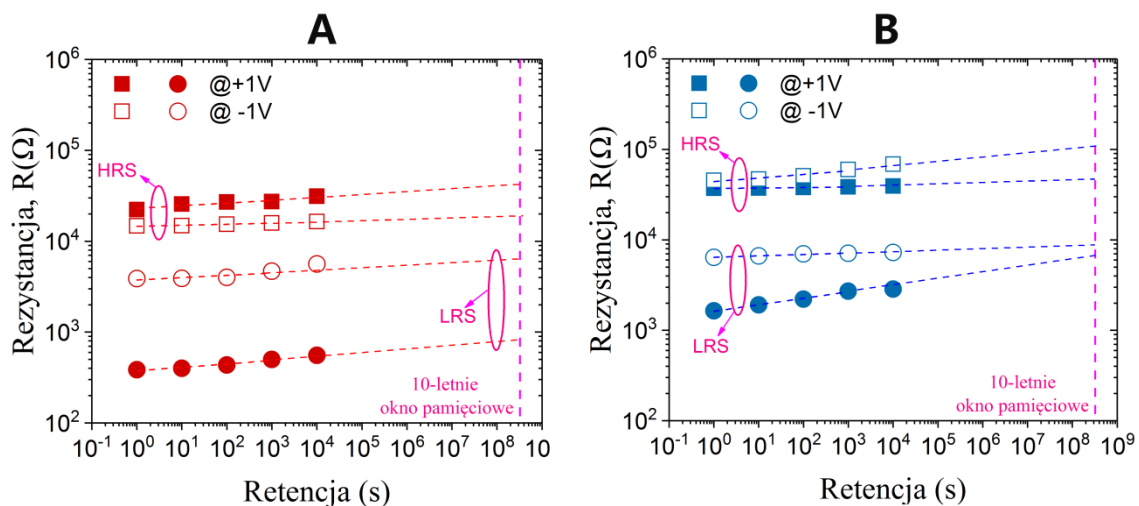 A
10⁶
10⁵
10⁴
10³
10²
Rezystancja, R(Ω)
@+1V
@ -1V
HRS
LRS
10-letnie
okno pamięciowe
10⁻¹ 10⁰ 10¹ 10² 10³ 10⁴ 10⁵ 10⁶ 10⁷ 10⁸ 10
Retencja (s)
B
10⁶
10⁵
10⁴
10³
10²
Rezystancja, R(Ω)
@+1V
@ -1V
HRS
LRS
10-letnie
okno pamięciowe
10⁻¹ 10⁰ 10¹ 10² 10³ 10⁴ 10⁵ 10⁶ 10⁷ 10⁸ 10⁹
Retencja (s)